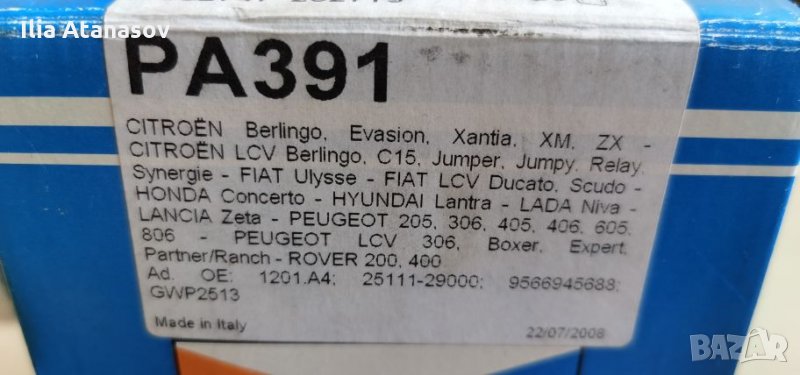 Ilia Atanasov
PA391
CITROËN Berlingo, Evasion, Xantia, XM, ZX -
CITROËN LCV Berlingo, C15, Jumper, Jumpy, Relay,
Synergie - FIAT Ulysse - FIAT LCV Ducato, Scudo -
HONDA Concerto - HYUNDAI Lantra - LADA Niva -
LANCIA Zeta - PEUGEOT 205, 306, 405, 406, 605,
806 - PEUGEOT LCV 306, Boxer, Expert,
Partner/Ranch - ROVER 200, 400
Ad. OE: 1201.A4; 25111-29000; 9566945688;
GWP2513
Made in Italy
22/07/2008
BAZAR